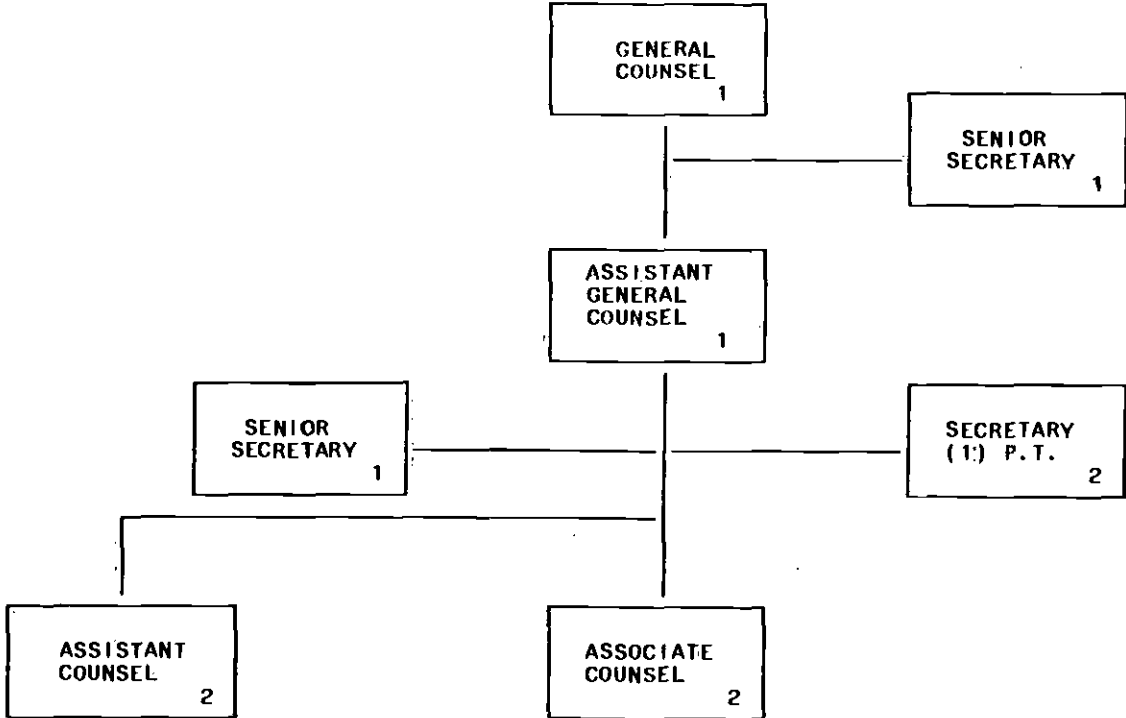 GENERAL
COUNSEL
1
SENIOR
SECRETARY
1
ASSISTANT
GENERAL
COUNSEL
1
SENIOR
SECRETARY
1
SECRETARY
(1) P.T.
2
ASSISTANT
COUNSEL
2
ASSOCIATE
COUNSEL
2